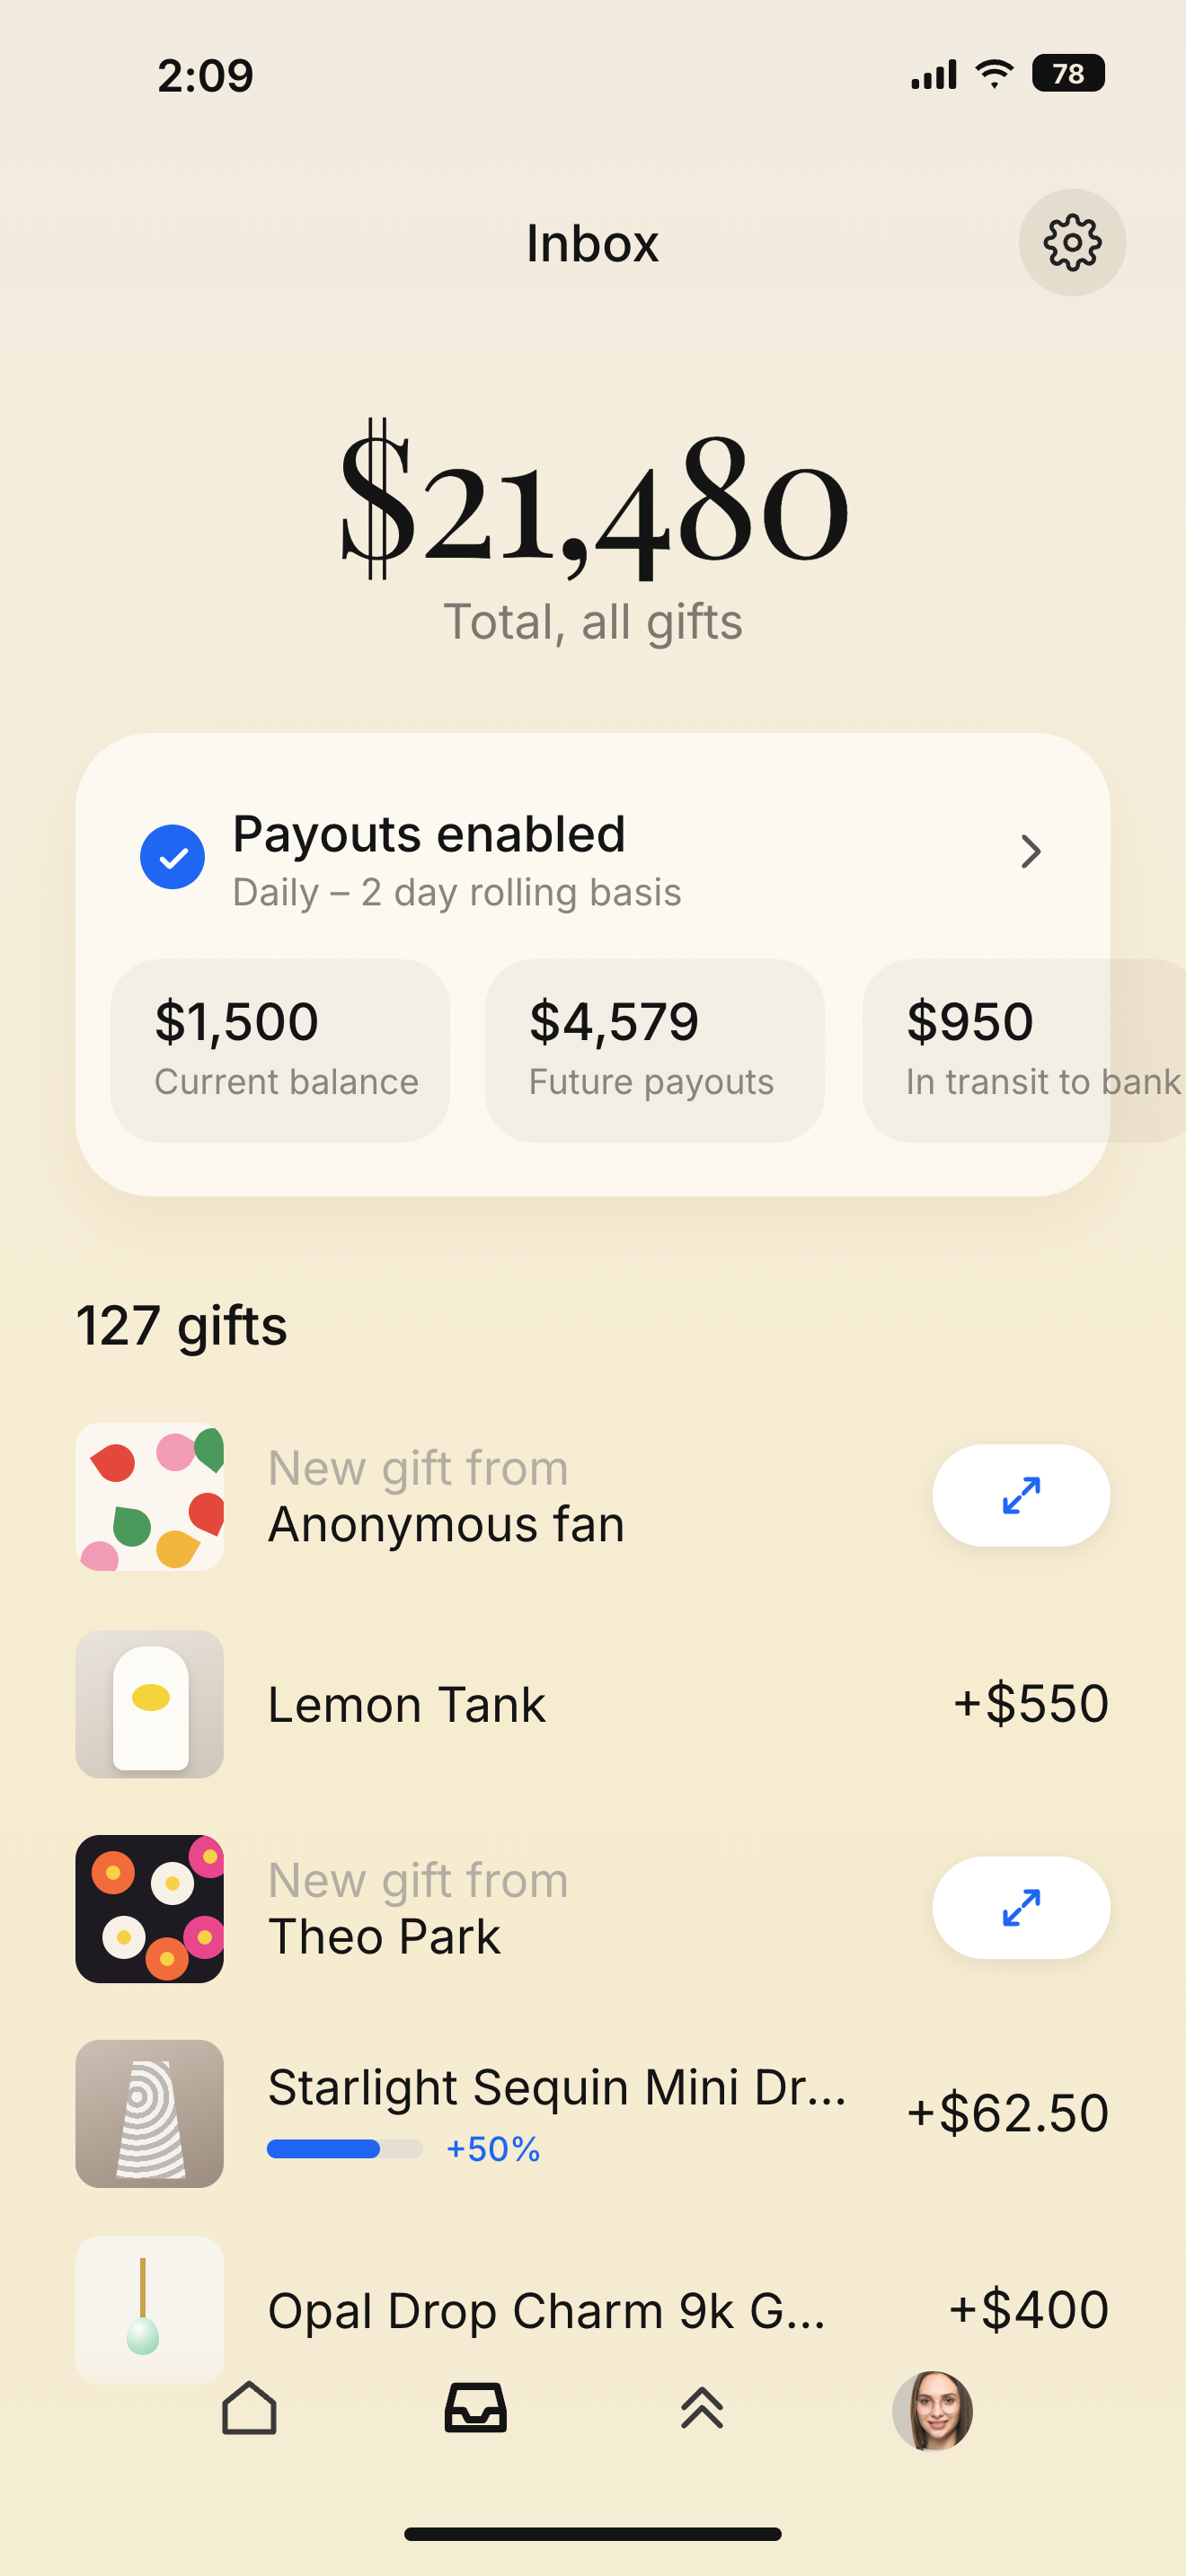 2:09
78
Inbox
$21,480
Total, all gifts
Payouts enabled
Daily – 2 day rolling basis
$1,500
Current balance
$4,579
Future payouts
$950
In transit to bank
127 gifts
New gift from
Anonymous fan
Lemon Tank
+$550
New gift from
Theo Park
Starlight Sequin Mini Dr...
+$62.50
+50%
Opal Drop Charm 9k G...
+$400